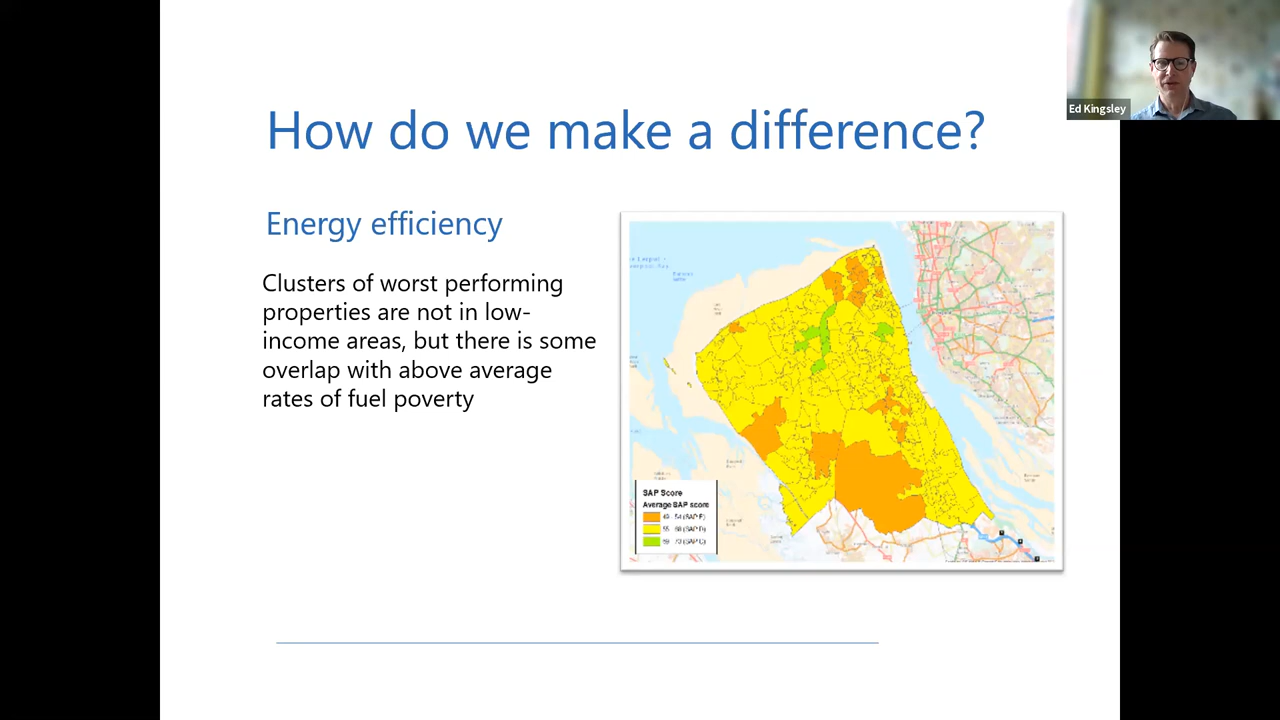 How do we make a difference?
Ed Kingsley
Energy efficiency
Clusters of worst performing
properties are not in low-
income areas, but there is some
overlap with above average
rates of fuel poverty
SAP Score
Average SAP score